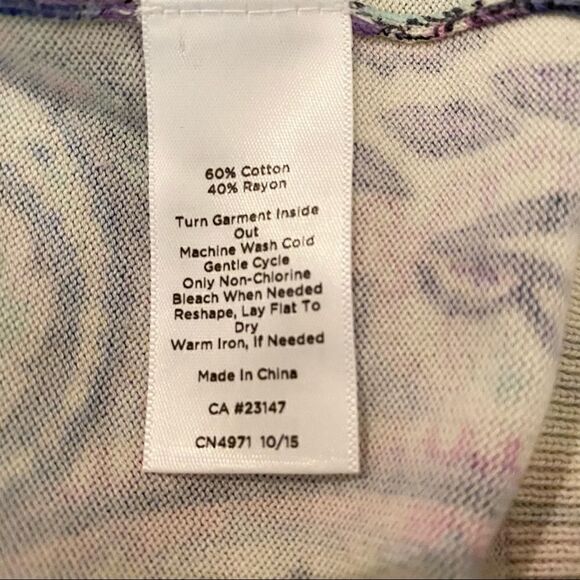 60% Cotton
40% Rayon
Turn Garment Inside
Out
Machine Wash Cold
Gentle Cycle
Only Non-Chlorine
Bleach When Needed
Reshape, Lay Flat To
Dry
Warm Iron, If Needed
Made In China
CA #23147
CN4971 10/15